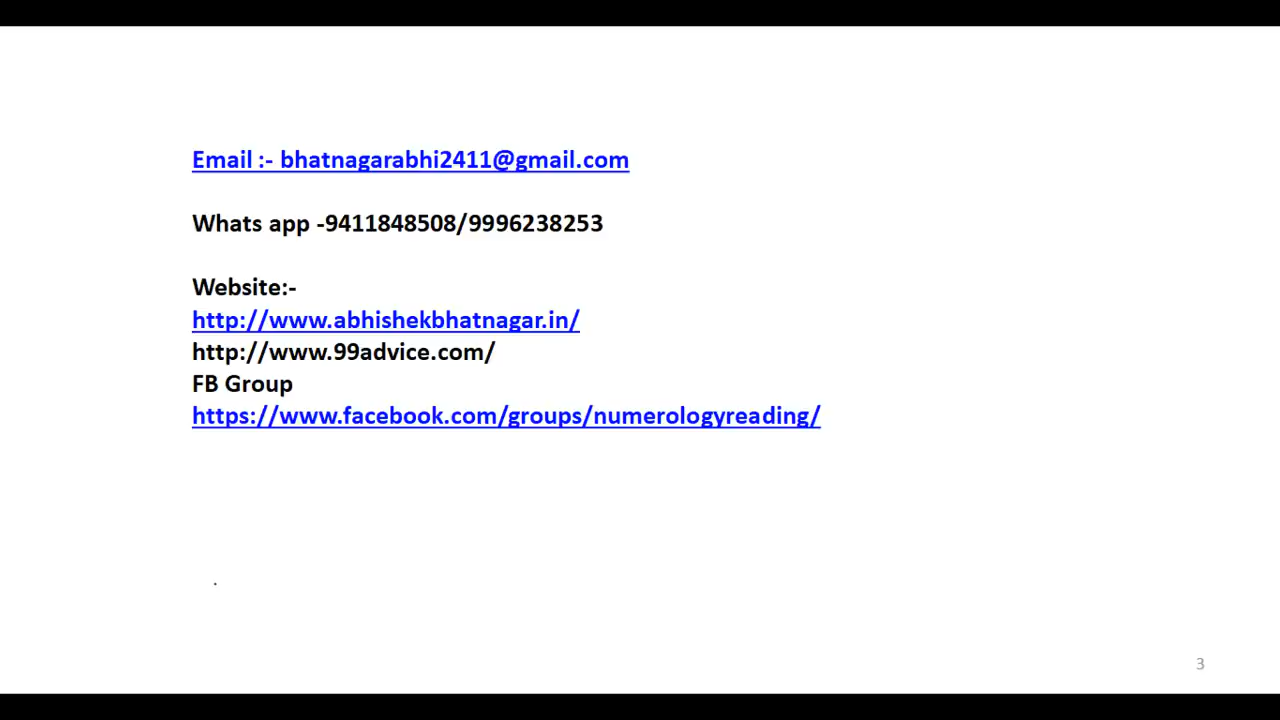 Email :- bhatnagarabhi2411@gmail.com
Whats app -9411848508/9996238253
Website:-
http://www.abhishekbhatnagar.in/
http://www.99advice.com/
FB Group
https://www.facebook.com/groups/numerologyreading/
.
3